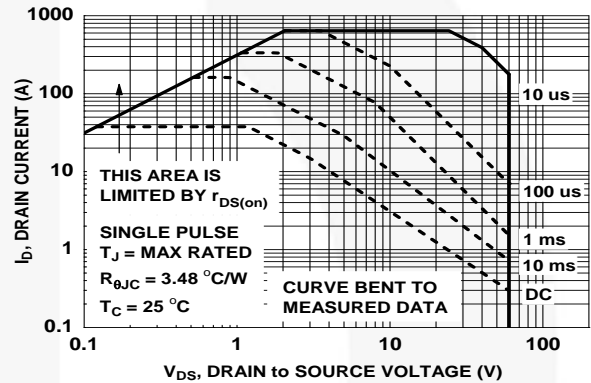 1000
100
10
1
0.1
I_D, DRAIN CURRENT (A)
10 us
100 us
1 ms
10 ms
DC
THIS AREA IS
LIMITED BY r_DS(on)
SINGLE PULSE
T_J = MAX RATED
R_θJC = 3.48 °C/W
T_C = 25 °C
CURVE BENT TO
MEASURED DATA
0.1
1
10
100
V_DS, DRAIN to SOURCE VOLTAGE (V)